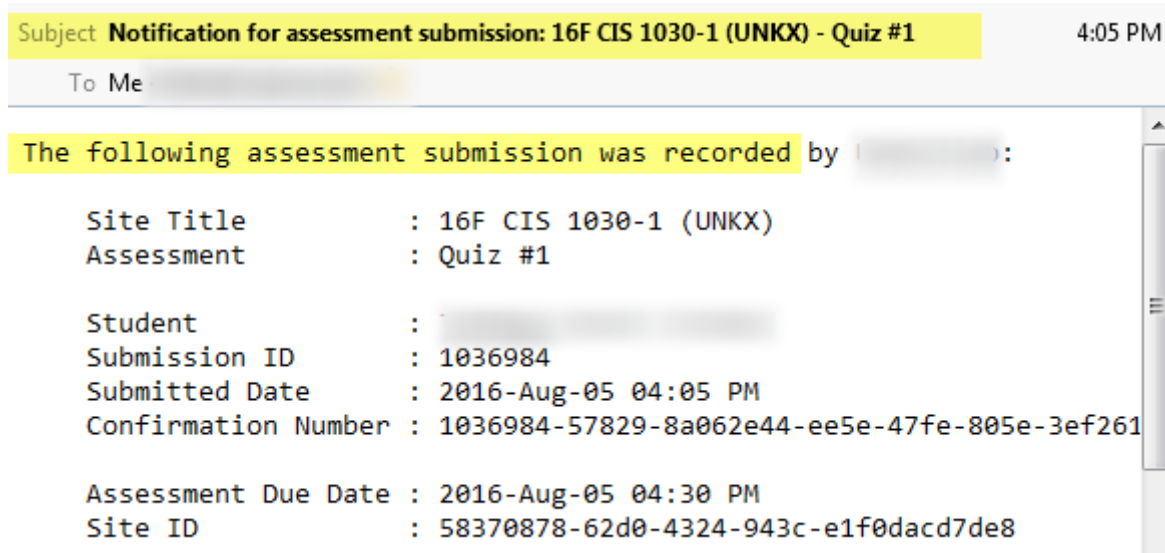 Subject Notification for assessment submission: 16F CIS 1030-1 (UNKX) - Quiz #1 4:05 PM
To Me
The following assessment submission was recorded by :
Site Title : 16F CIS 1030-1 (UNKX)
Assessment : Quiz #1
Student :
Submission ID : 1036984
Submitted Date : 2016-Aug-05 04:05 PM
Confirmation Number : 1036984-57829-8a062e44-ee5e-47fe-805e-3ef261
Assessment Due Date : 2016-Aug-05 04:30 PM
Site ID : 58370878-62d0-4324-943c-e1f0dacd7de8